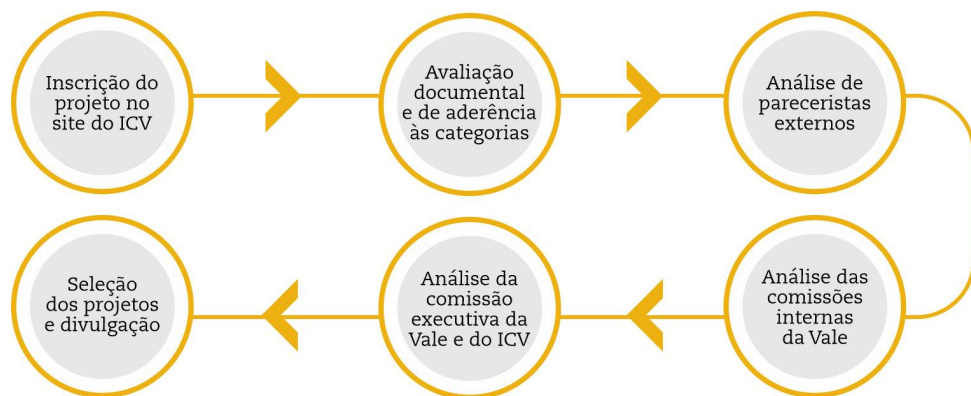 Inscrição do
projeto no
site do ICV
Avaliação
documental
e de aderência
às categorias
Análise de
pareceristas
externos
Análise das
comissões
internas
da Vale
Análise da
comissão
executiva da
Vale e do ICV
Seleção
dos projetos
e divulgação